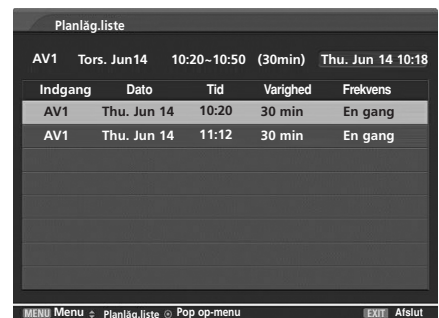 Planlăg.liste
AV1 Tors. Jun14 10:20~10:50 (30min) Thu. Jun 14 10:18
Indgang Dato Tid Varighed Frekvens
AV1 Thu. Jun 14 10:20 30 min En gang
AV1 Thu. Jun 14 11:12 30 min En gang
MENU Menu Planlăg.liste Pop op-menu EXIT Afslut